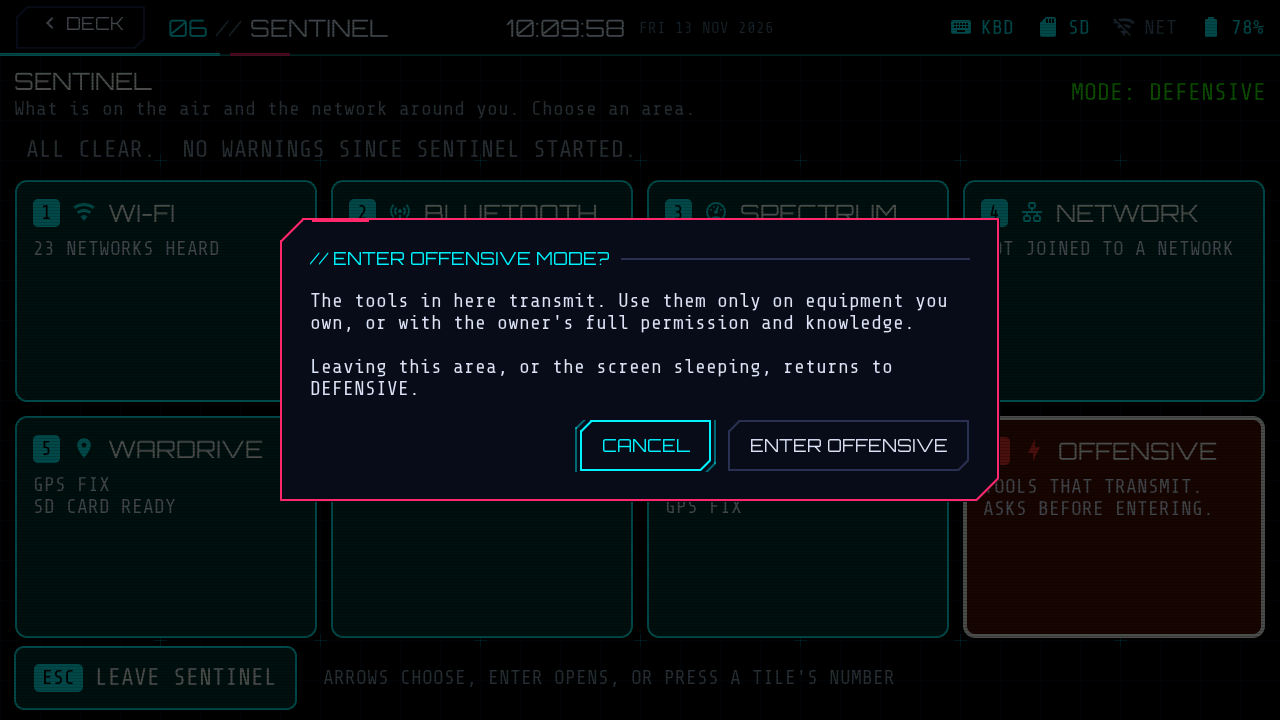 DECK
06 // SENTINEL
10:09:58
FRI 13 NOV 2026
KBD
SD
NET
78%
SENTINEL
What is on the air and the network around you. Choose an area.
MODE: DEFENSIVE
ALL CLEAR. NO WARNINGS SINCE SENTINEL STARTED.
1 WI-FI
23 NETWORKS HEARD
2 BLUETOOTH
3 SPECTRUM
4 NETWORK
JOINED TO A NETWORK
// ENTER OFFENSIVE MODE?
The tools in here transmit. Use them only on equipment you
own, or with the owner's full permission and knowledge.
Leaving this area, or the screen sleeping, returns to
DEFENSIVE.
CANCEL
ENTER OFFENSIVE
5 WARDRIVE
GPS FIX
SD CARD READY
GPS FIX
OFFENSIVE
TOOLS THAT TRANSMIT.
ASKS BEFORE ENTERING.
ESC LEAVE SENTINEL
ARROWS CHOOSE, ENTER OPENS, OR PRESS A TILE'S NUMBER